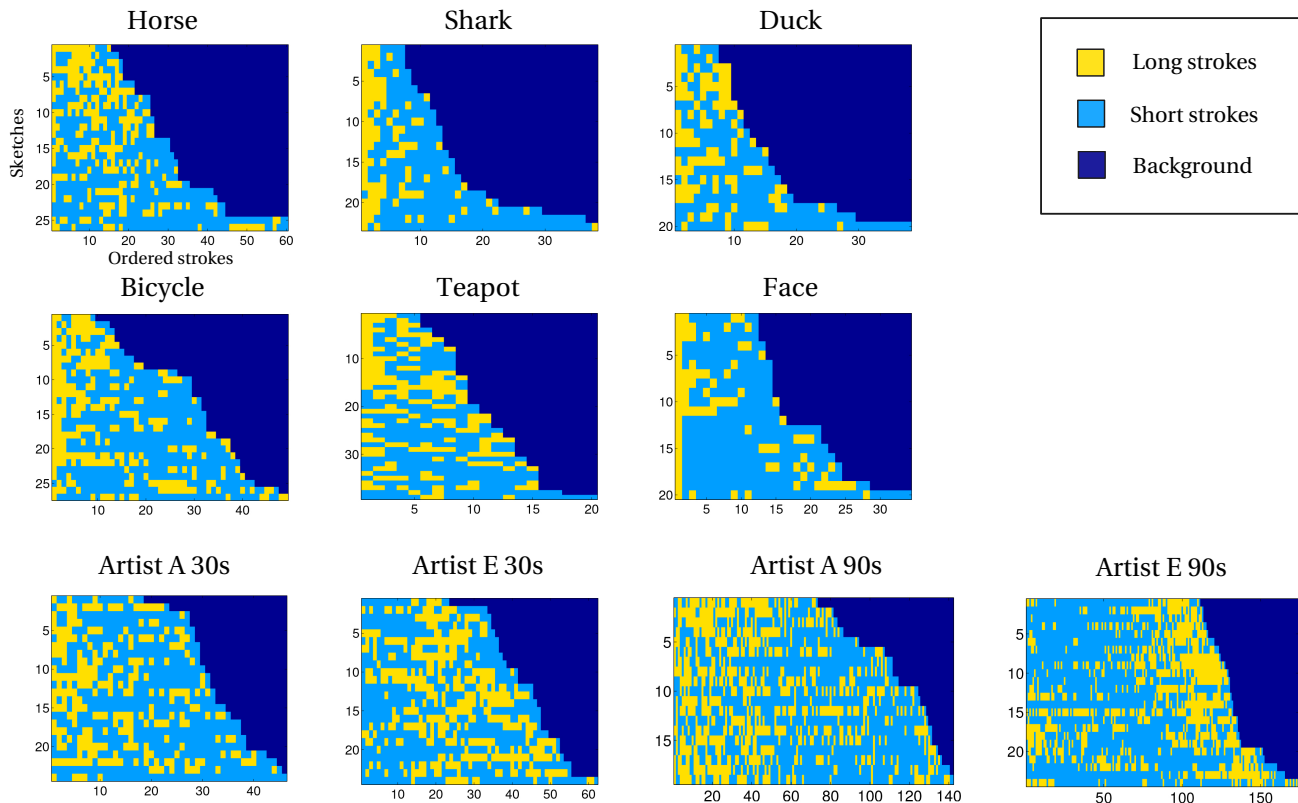 Horse
Shark
Duck
Long strokes
Short strokes
Background
Sketches
5
10
15
20
25
10 20 30 40 50 60
Ordered strokes
5
10
15
20
10 20 30
5
10
15
20
10 20 30
Bicycle
Teapot
Face
5
10
15
20
25
10 20 30 40
10
20
30
5 10 15 20
5
10
15
20
5 10 15 20 25 30
Artist A 30s
Artist E 30s
Artist A 90s
Artist E 90s
5
10
15
20
10 20 30 40
5
10
15
20
10 20 30 40 50 60
5
10
15
20 40 60 80 100 120 140
5
10
15
20
50 100 150